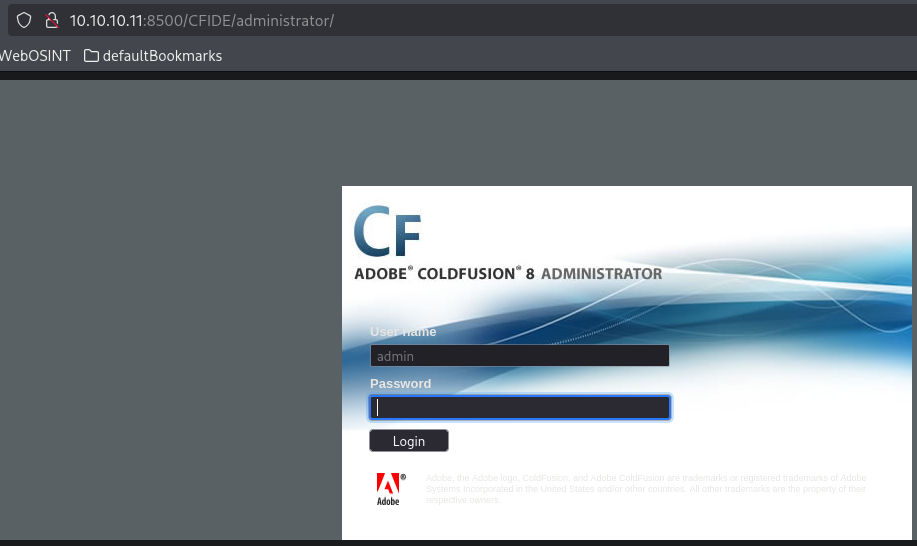 10.10.10.11:8500/CFIDE/administrator/
WebOSINT defaultBookmarks
CF
ADOBE® COLDFUSION® 8 ADMINISTRATOR
User name
admin
Password
Login
Adobe, the Adobe logo, ColdFusion, and Adobe ColdFusion are trademarks or registered trademarks of Adobe
Systems Incorporated in the United States and/or other countries. All other trademarks are the property of their
respective owners.
®
Adobe